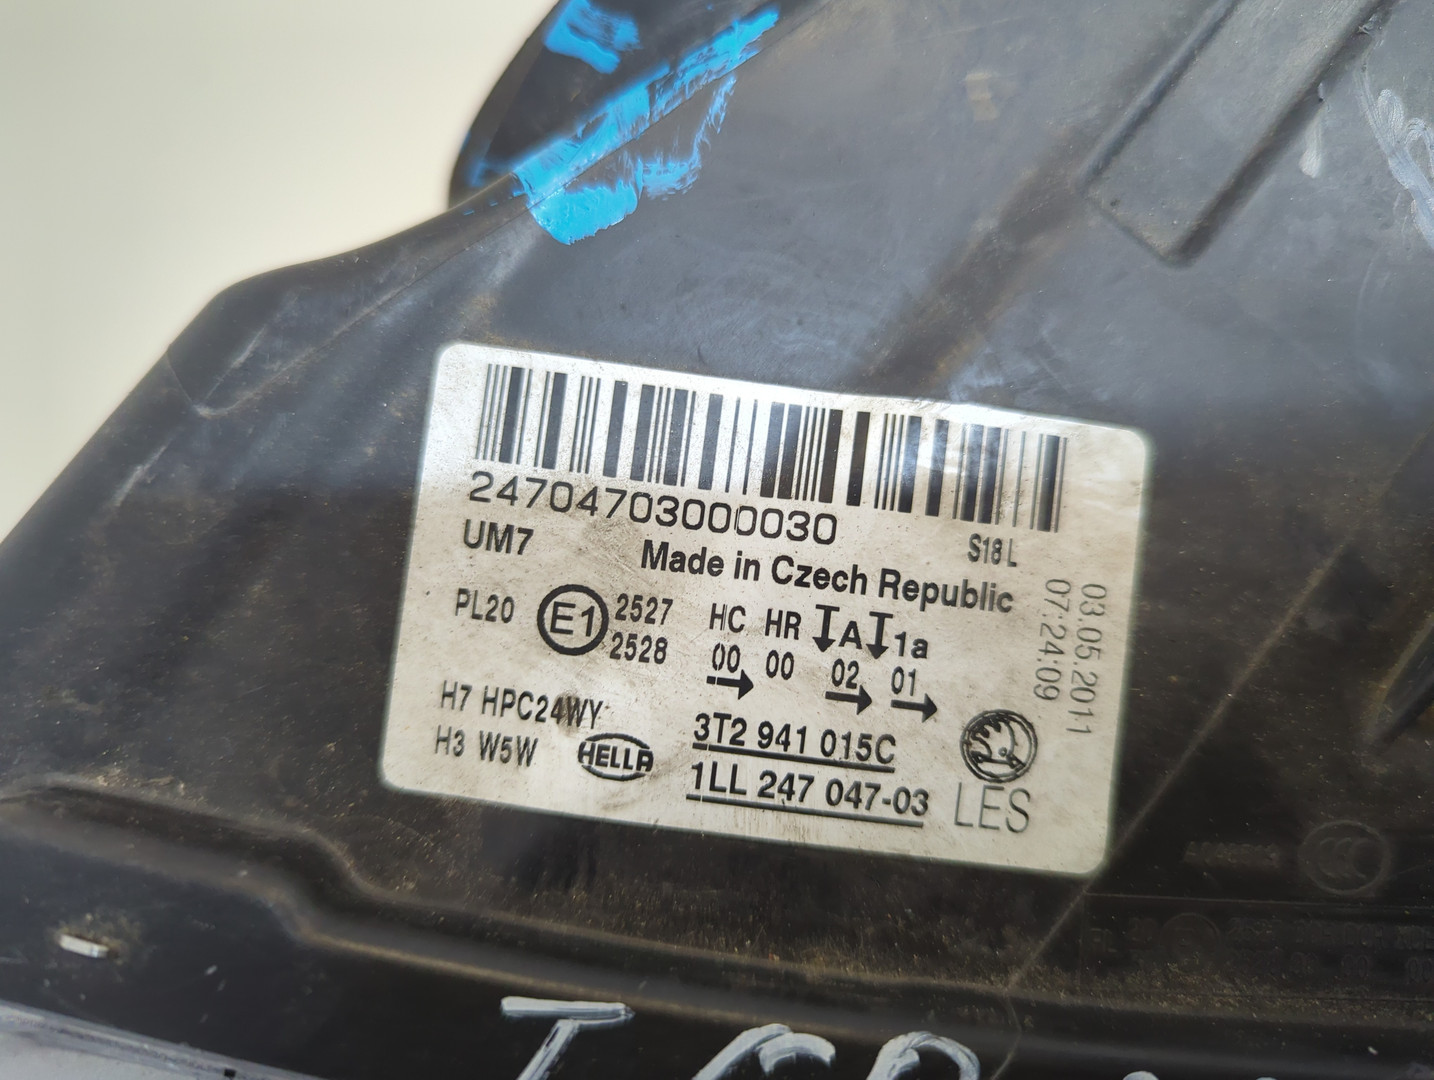 24704703000030
UM7
S18 L
Made in Czech Republic
PL20 E1 2527 HC HR A 1a
2528 00 00 02 01
H7 HPC24WY
H3 W5W
HELLA
3T2 941 015C
1LL 247 047-03
LES
03.05.2011
07:24:09